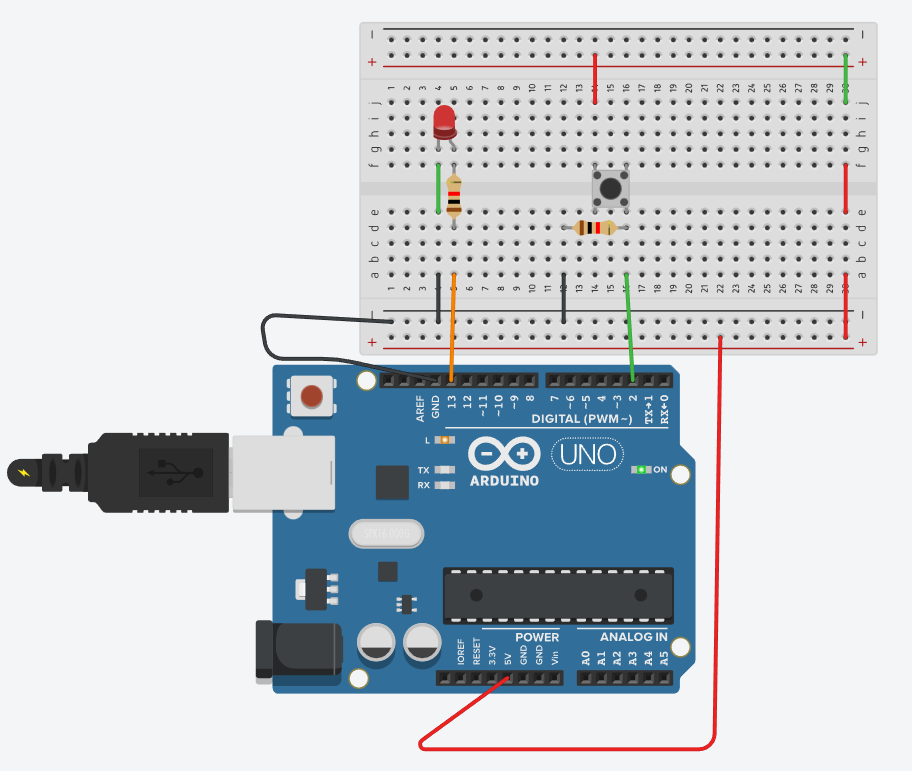 − −
+ +
1 2 3 4 5 6 7 8 9 10 11 12 13 14 15 16 17 18 19 20 21 22 23 24 25 26 27 28 29 30
j j
i i
h h
g g
f f
e e
d d
c c
b b
a a
1 2 3 4 5 6 7 8 9 10 11 12 13 14 15 16 17 18 19 20 21 22 23 24 25 26 27 28 29 30
− −
+ +
AREF GND 13 12 ~11 ~10 ~9 8 7 ~6 ~5 4 ~3 2 TX→1 RX←0
DIGITAL (PWM~)
L
TX
RX
ARDUINO
UNO
ON
POWER
ANALOG IN
IOREF RESET 3.3V 5V GND GND Vin A0 A1 A2 A3 A4 A5